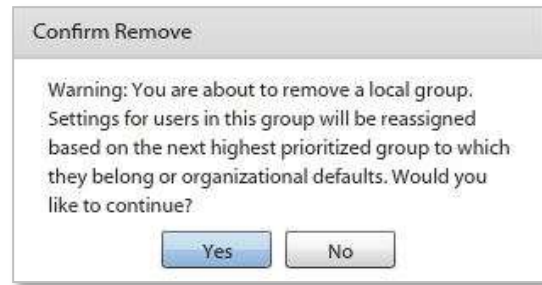 Confirm Remove
Warning: You are about to remove a local group.
Settings for users in this group will be reassigned
based on the next highest prioritized group to which
they belong or organizational defaults. Would you
like to continue?
Yes No